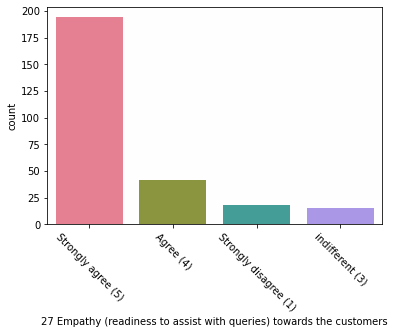 200
175
150
125
100
75
50
25
0
count
Strongly agree (5)
Agree (4)
Strongly disagree (1)
indifferent (3)
27 Empathy (readiness to assist with queries) towards the customers